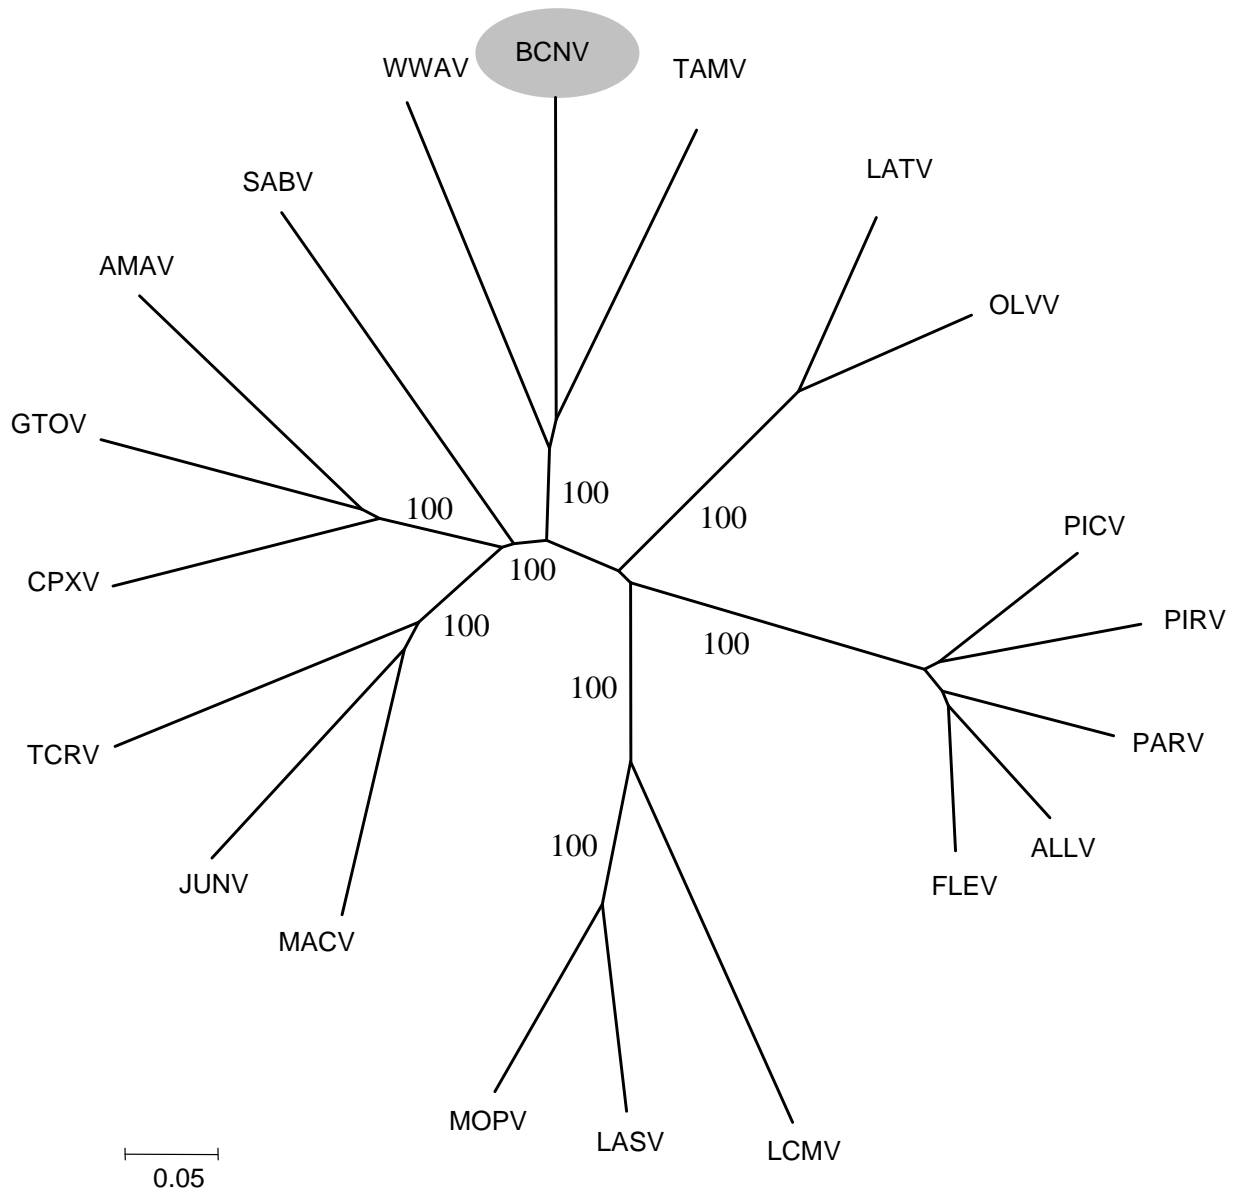 BCNV
WWAV
TAMV
LATV
SABV
AMAV
OLVV
GTOV
100
100
100
PICV
100
CPXV
100
PIRV
100
100
PARV
TCRV
100
ALLV
JUNV
FLEV
MACV
MOPV
LASV
LCMV
0.05